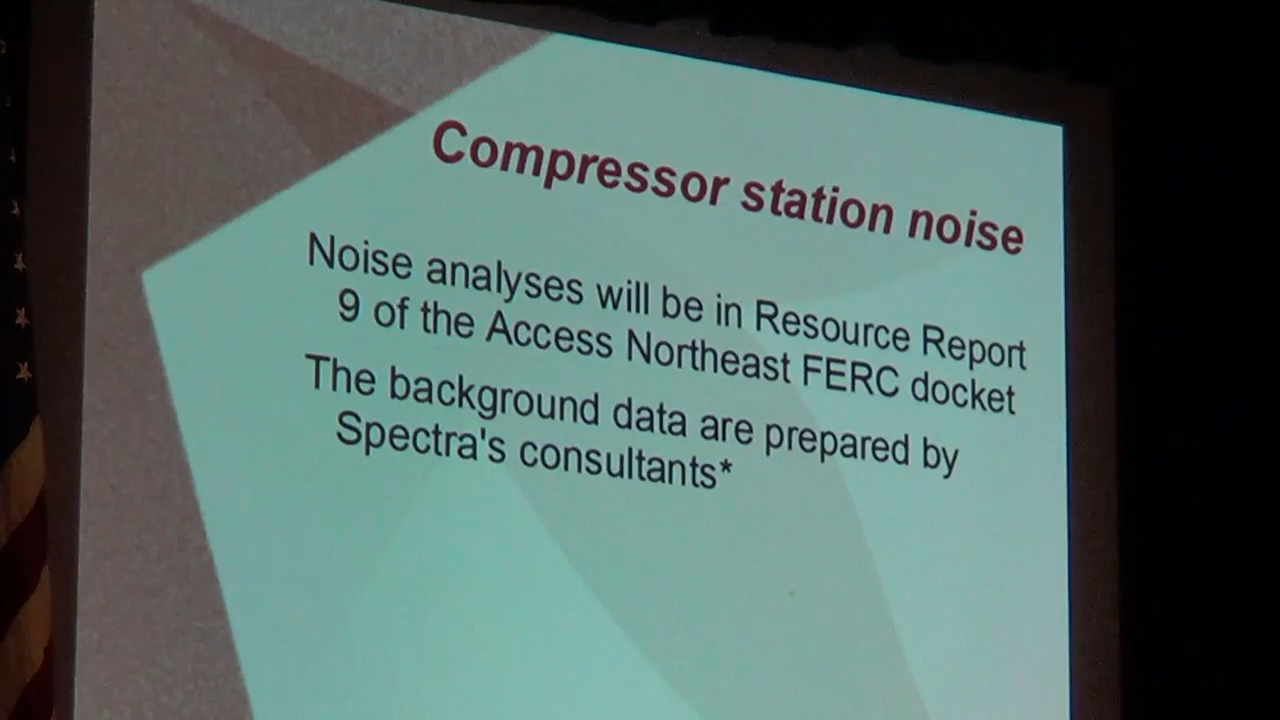 Compressor station noise
Noise analyses will be in Resource Report
9 of the Access Northeast FERC docket
The background data are prepared by
Spectra's consultants*